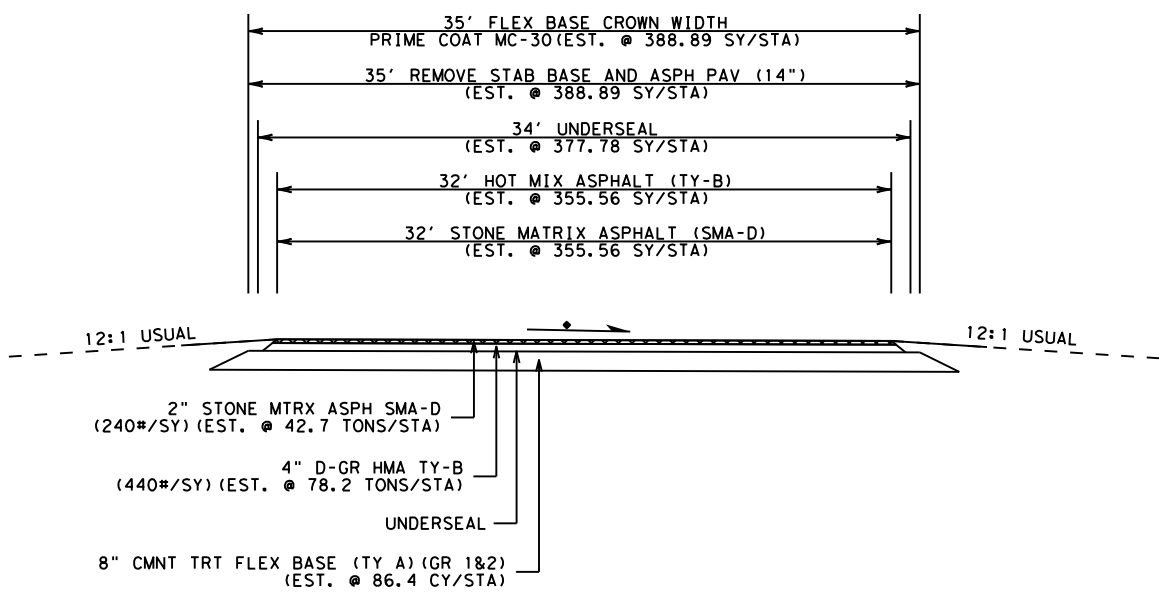 35' FLEX BASE CROWN WIDTH
PRIME COAT MC-30(EST. @ 388.89 SY/STA)
35' REMOVE STAB BASE AND ASPH PAV (14")
(EST. @ 388.89 SY/STA)
34' UNDERSEAL
(EST. @ 377.78 SY/STA)
32' HOT MIX ASPHALT (TY-B)
(EST. @ 355.56 SY/STA)
32' STONE MATRIX ASPHALT (SMA-D)
(EST. @ 355.56 SY/STA)
12:1 USUAL
12:1 USUAL
2" STONE MTRX ASPH SMA-D
(240#/SY)(EST. @ 42.7 TONS/STA)
4" D-GR HMA TY-B
(440#/SY)(EST. @ 78.2 TONS/STA)
UNDERSEAL
8" CMNT TRT FLEX BASE (TY A)(GR 1&2)
(EST. @ 86.4 CY/STA)